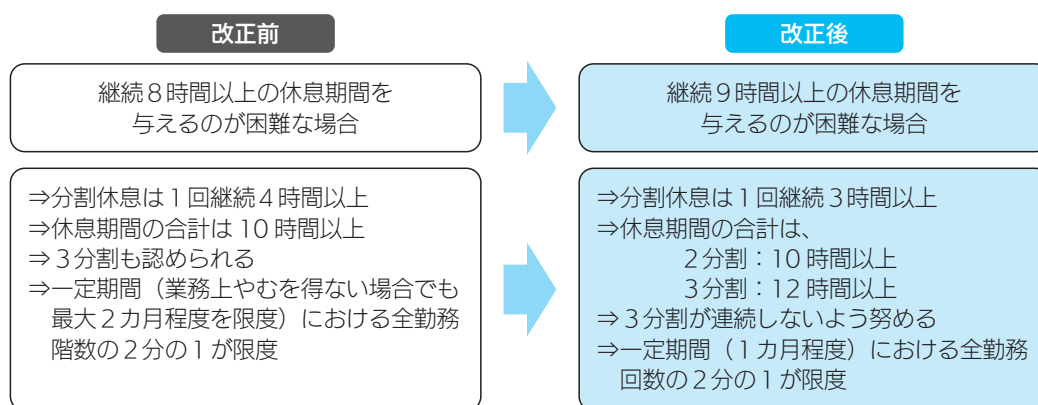 改正前
継続８時間以上の休息期間を
与えるのが困難な場合
⇒分割休息は１回継続４時間以上
⇒休息期間の合計は 10 時間以上
⇒３分割も認められる
⇒一定期間（業務上やむを得ない場合でも
最大２カ月程度を限度）における全勤務
階数の２分の１が限度
改正後
継続９時間以上の休息期間を
与えるのが困難な場合
⇒分割休息は１回継続３時間以上
⇒休息期間の合計は、
２分割：10 時間以上
３分割：12 時間以上
⇒３分割が連続しないよう努める
⇒一定期間（１カ月程度）における全勤務
回数の２分の１が限度